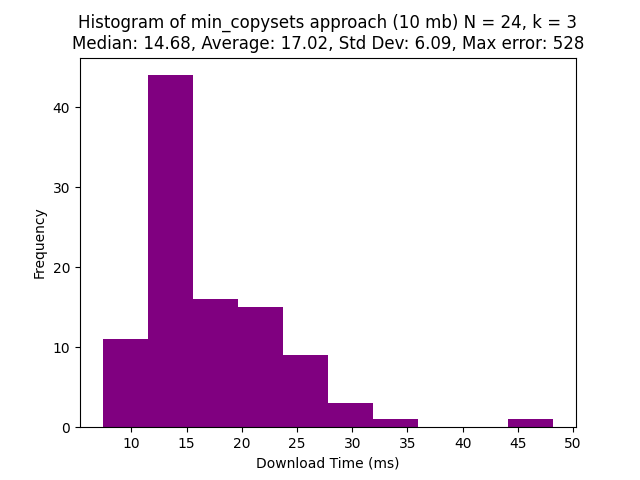 Histogram of min_copysets approach (10 mb) N = 24, k = 3
Median: 14.68, Average: 17.02, Std Dev: 6.09, Max error: 528
40
30
20
10
0
Frequency
10 15 20 25 30 35 40 45 50
Download Time (ms)